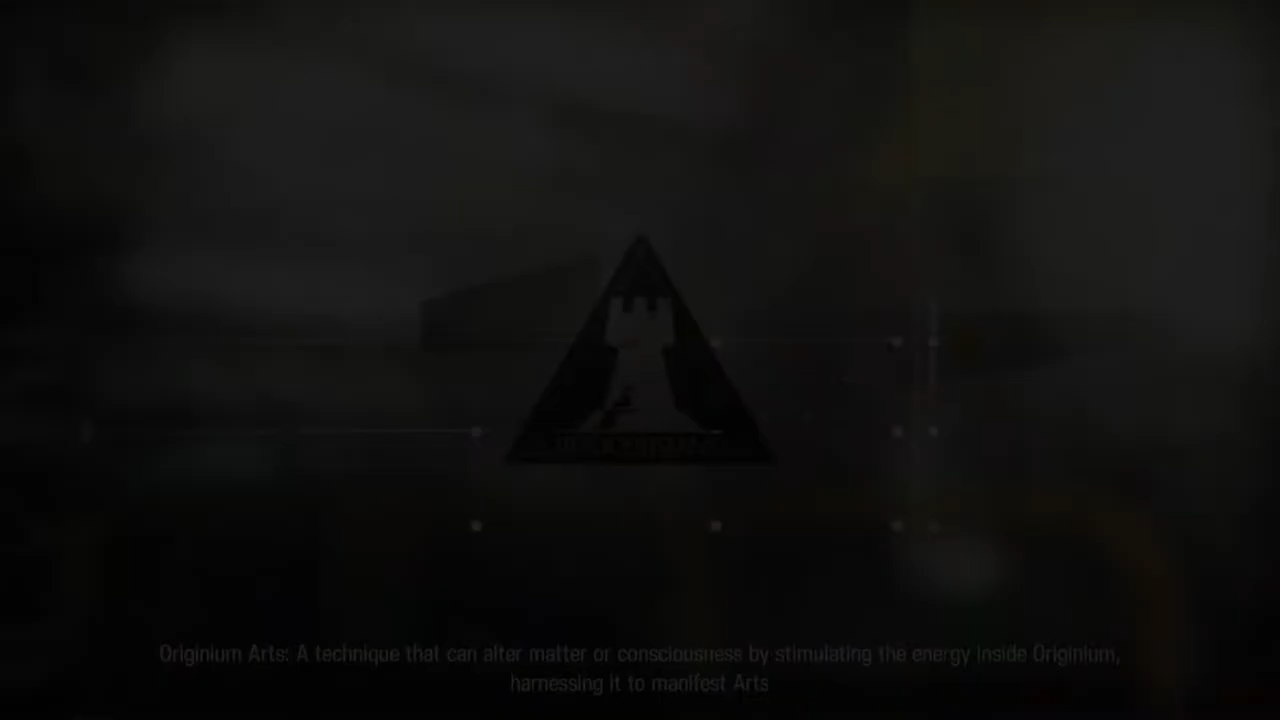 Originium Arts: A technique that can alter matter or consciousness by stimulating the energy inside Originium,
harnessing it to manifest Arts